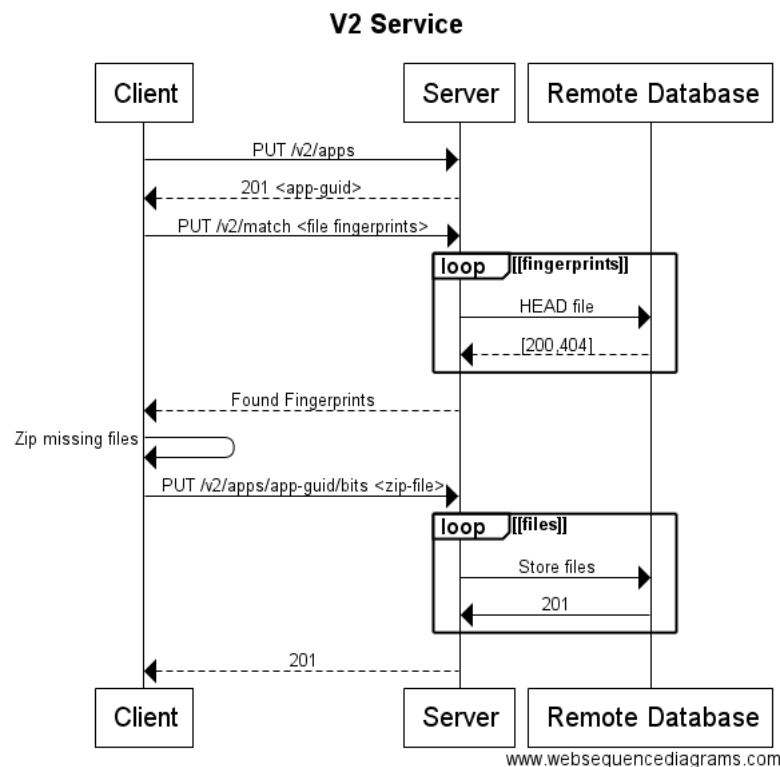 V2 Service
Client Server Remote Database
PUT /v2/apps
201 <app-guid>
PUT /v2/match <file fingerprints>
loop [[fingerprints]]
HEAD file
[200,404]
Found Fingerprints
Zip missing files
PUT /v2/apps/app-guid/bits <zip-file>
loop [[files]]
Store files
201
201
Client Server Remote Database
www.websequencediagrams.com